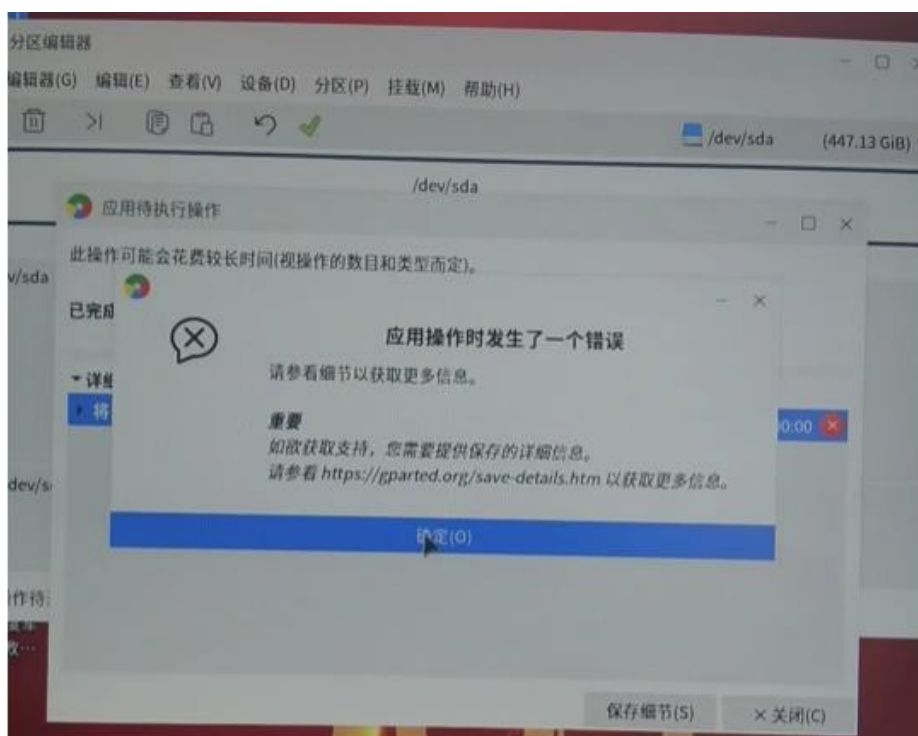 分区编辑器
编辑器(G) 编辑(E) 查看(V) 设备(D) 分区(P) 挂载(M) 帮助(H)
/dev/sda (447.13 GiB)
/dev/sda
应用待执行操作
此操作可能会花费较长时间(视操作的数目和类型而定)。
v/sda
已完成
应用操作时发生了一个错误
请参看细节以获取更多信息。
详细
将
重要
00:00
如欲获取支持，您需要提供保存的详细信息。
请参看 https://gparted.org/save-details.htm 以获取更多信息。
dev/s
确定(O)
作待
保存细节(S) ×关闭(C)